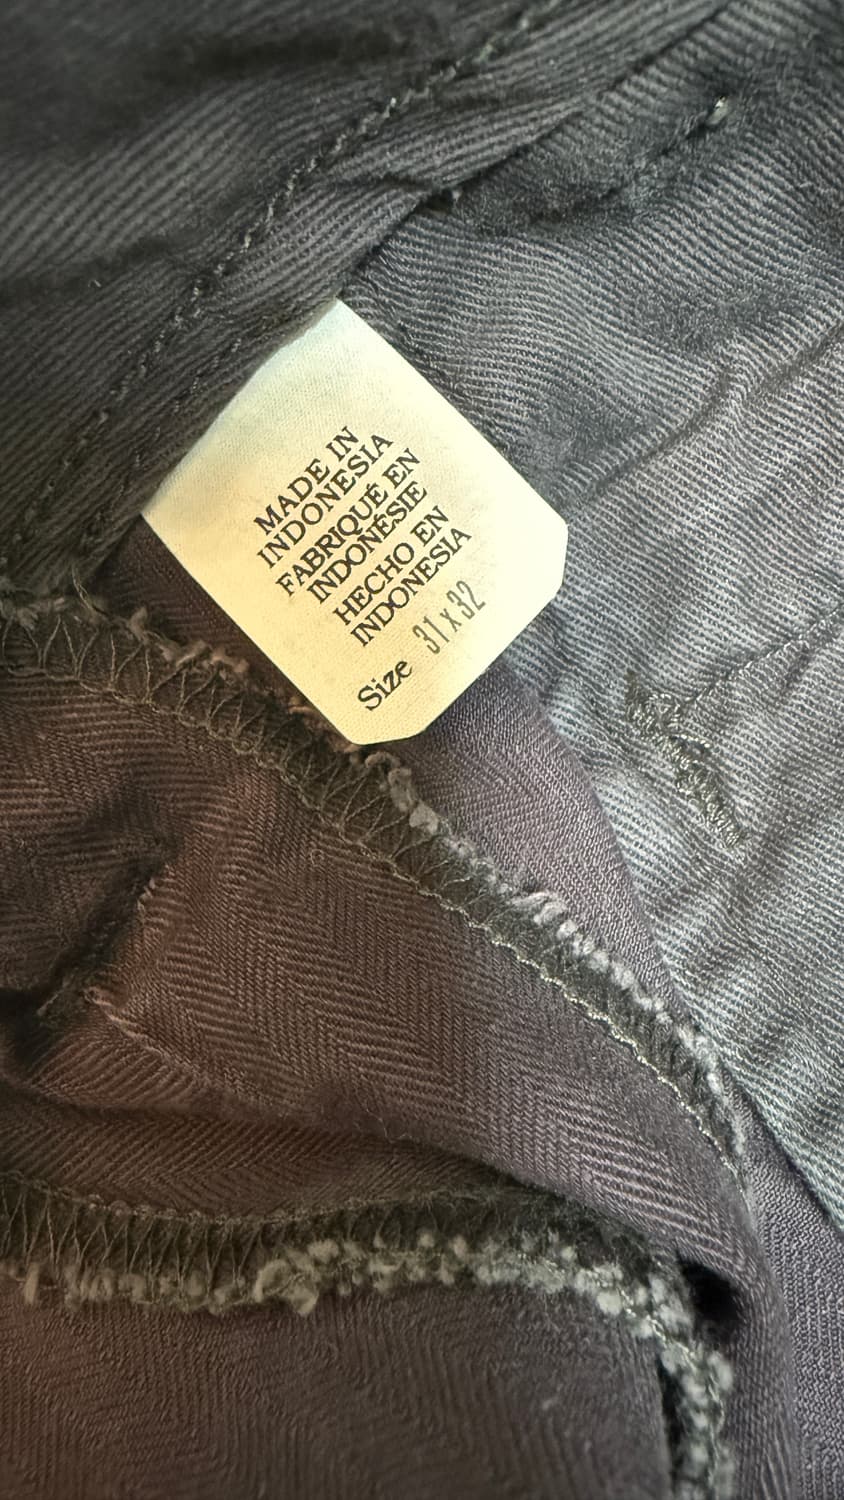 MADE IN
INDONESIA
FABRIQUÉ EN
INDONÉSIE
HECHO EN
INDONESIA
Size 31 x 32